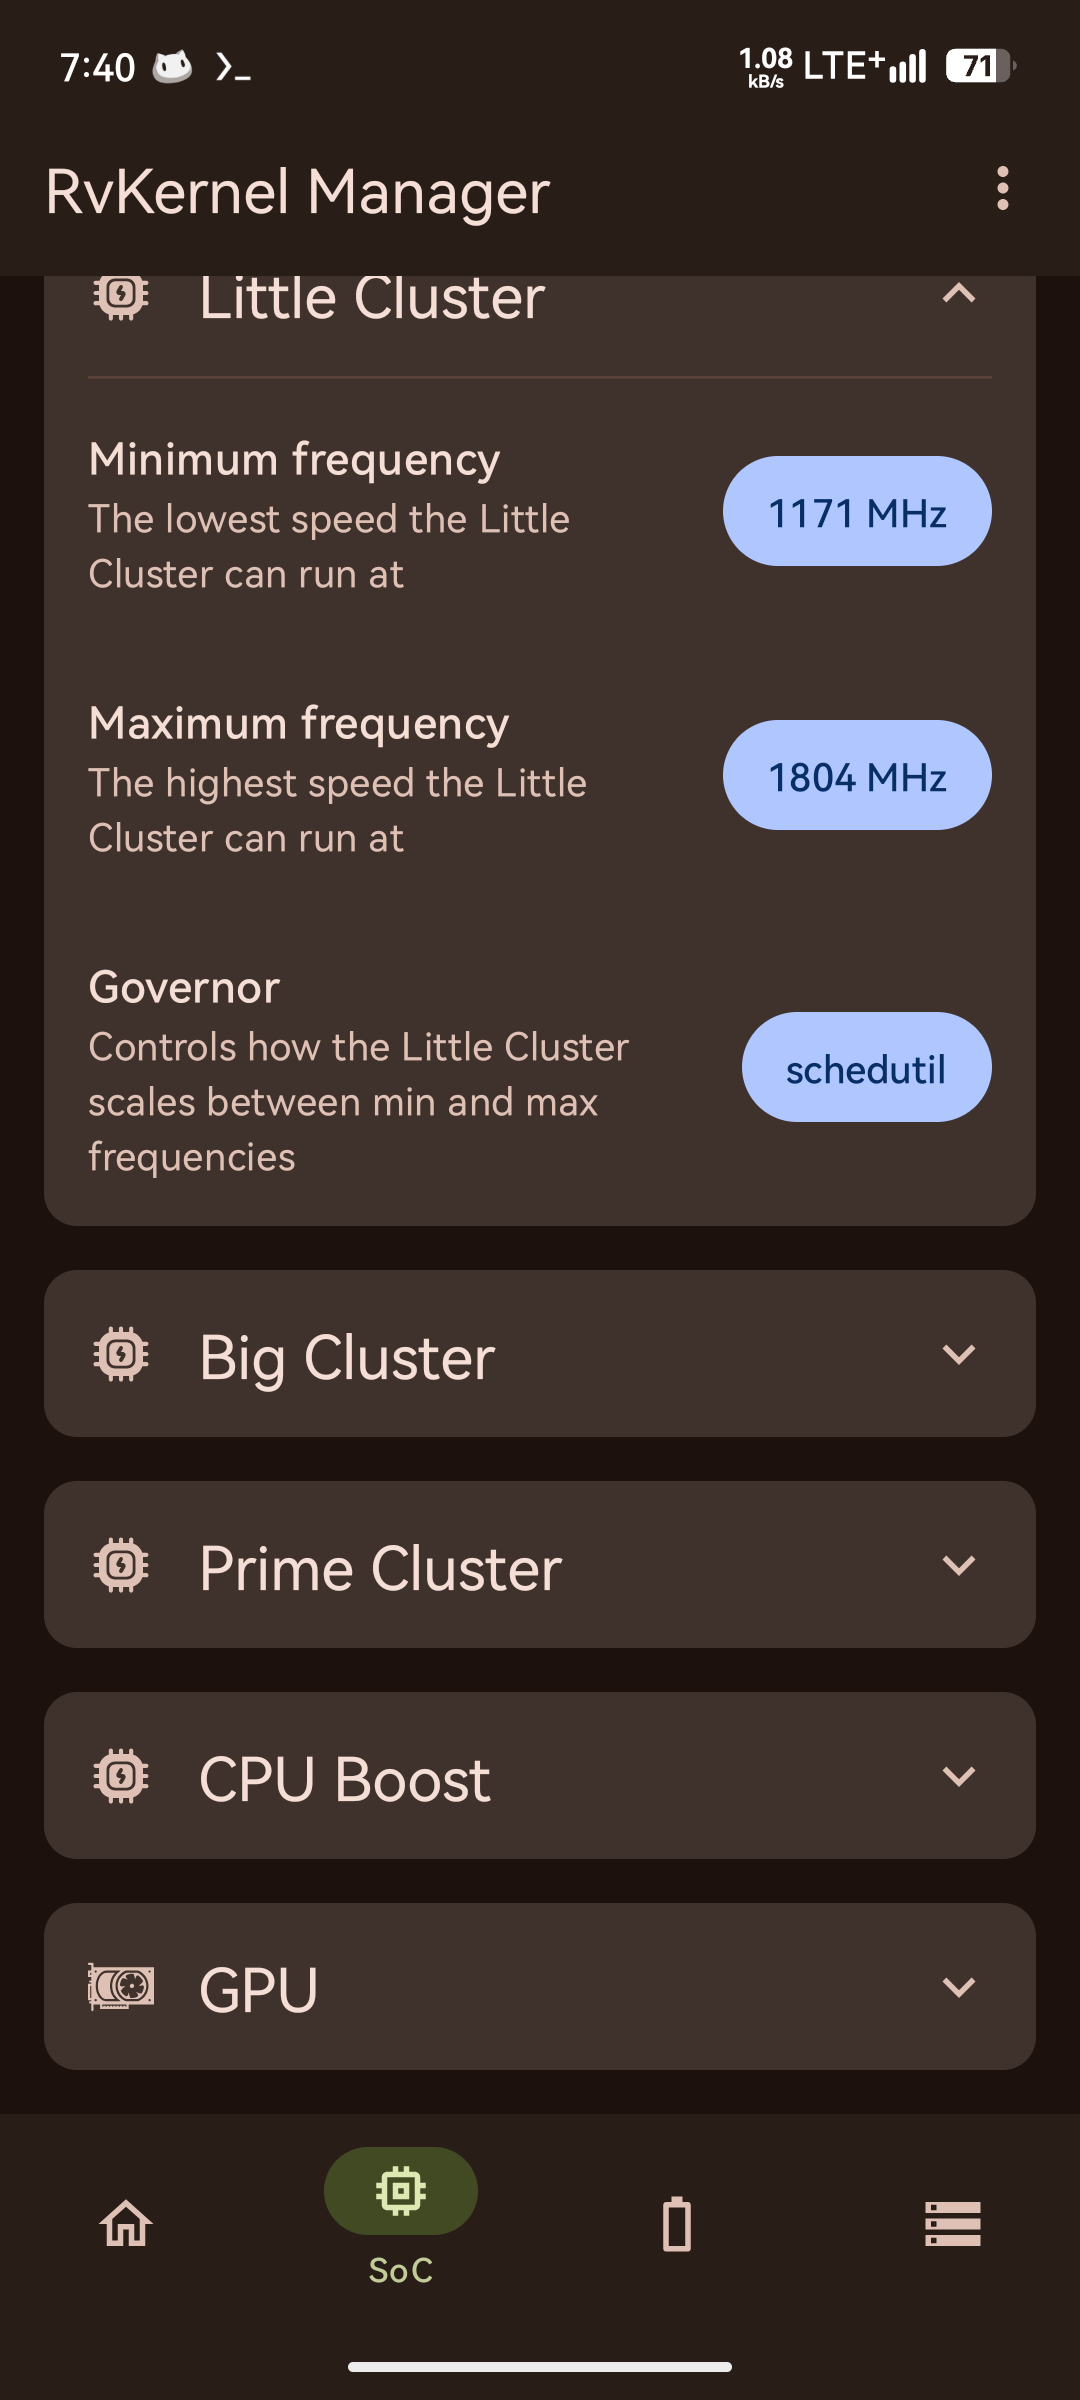 7:40
1.08 kB/s LTE+ 71
RvKernel Manager
Little Cluster
Minimum frequency
The lowest speed the Little
Cluster can run at
1171 MHz
Maximum frequency
The highest speed the Little
Cluster can run at
1804 MHz
Governor
Controls how the Little Cluster
scales between min and max
frequencies
schedutil
Big Cluster
Prime Cluster
CPU Boost
GPU
SoC